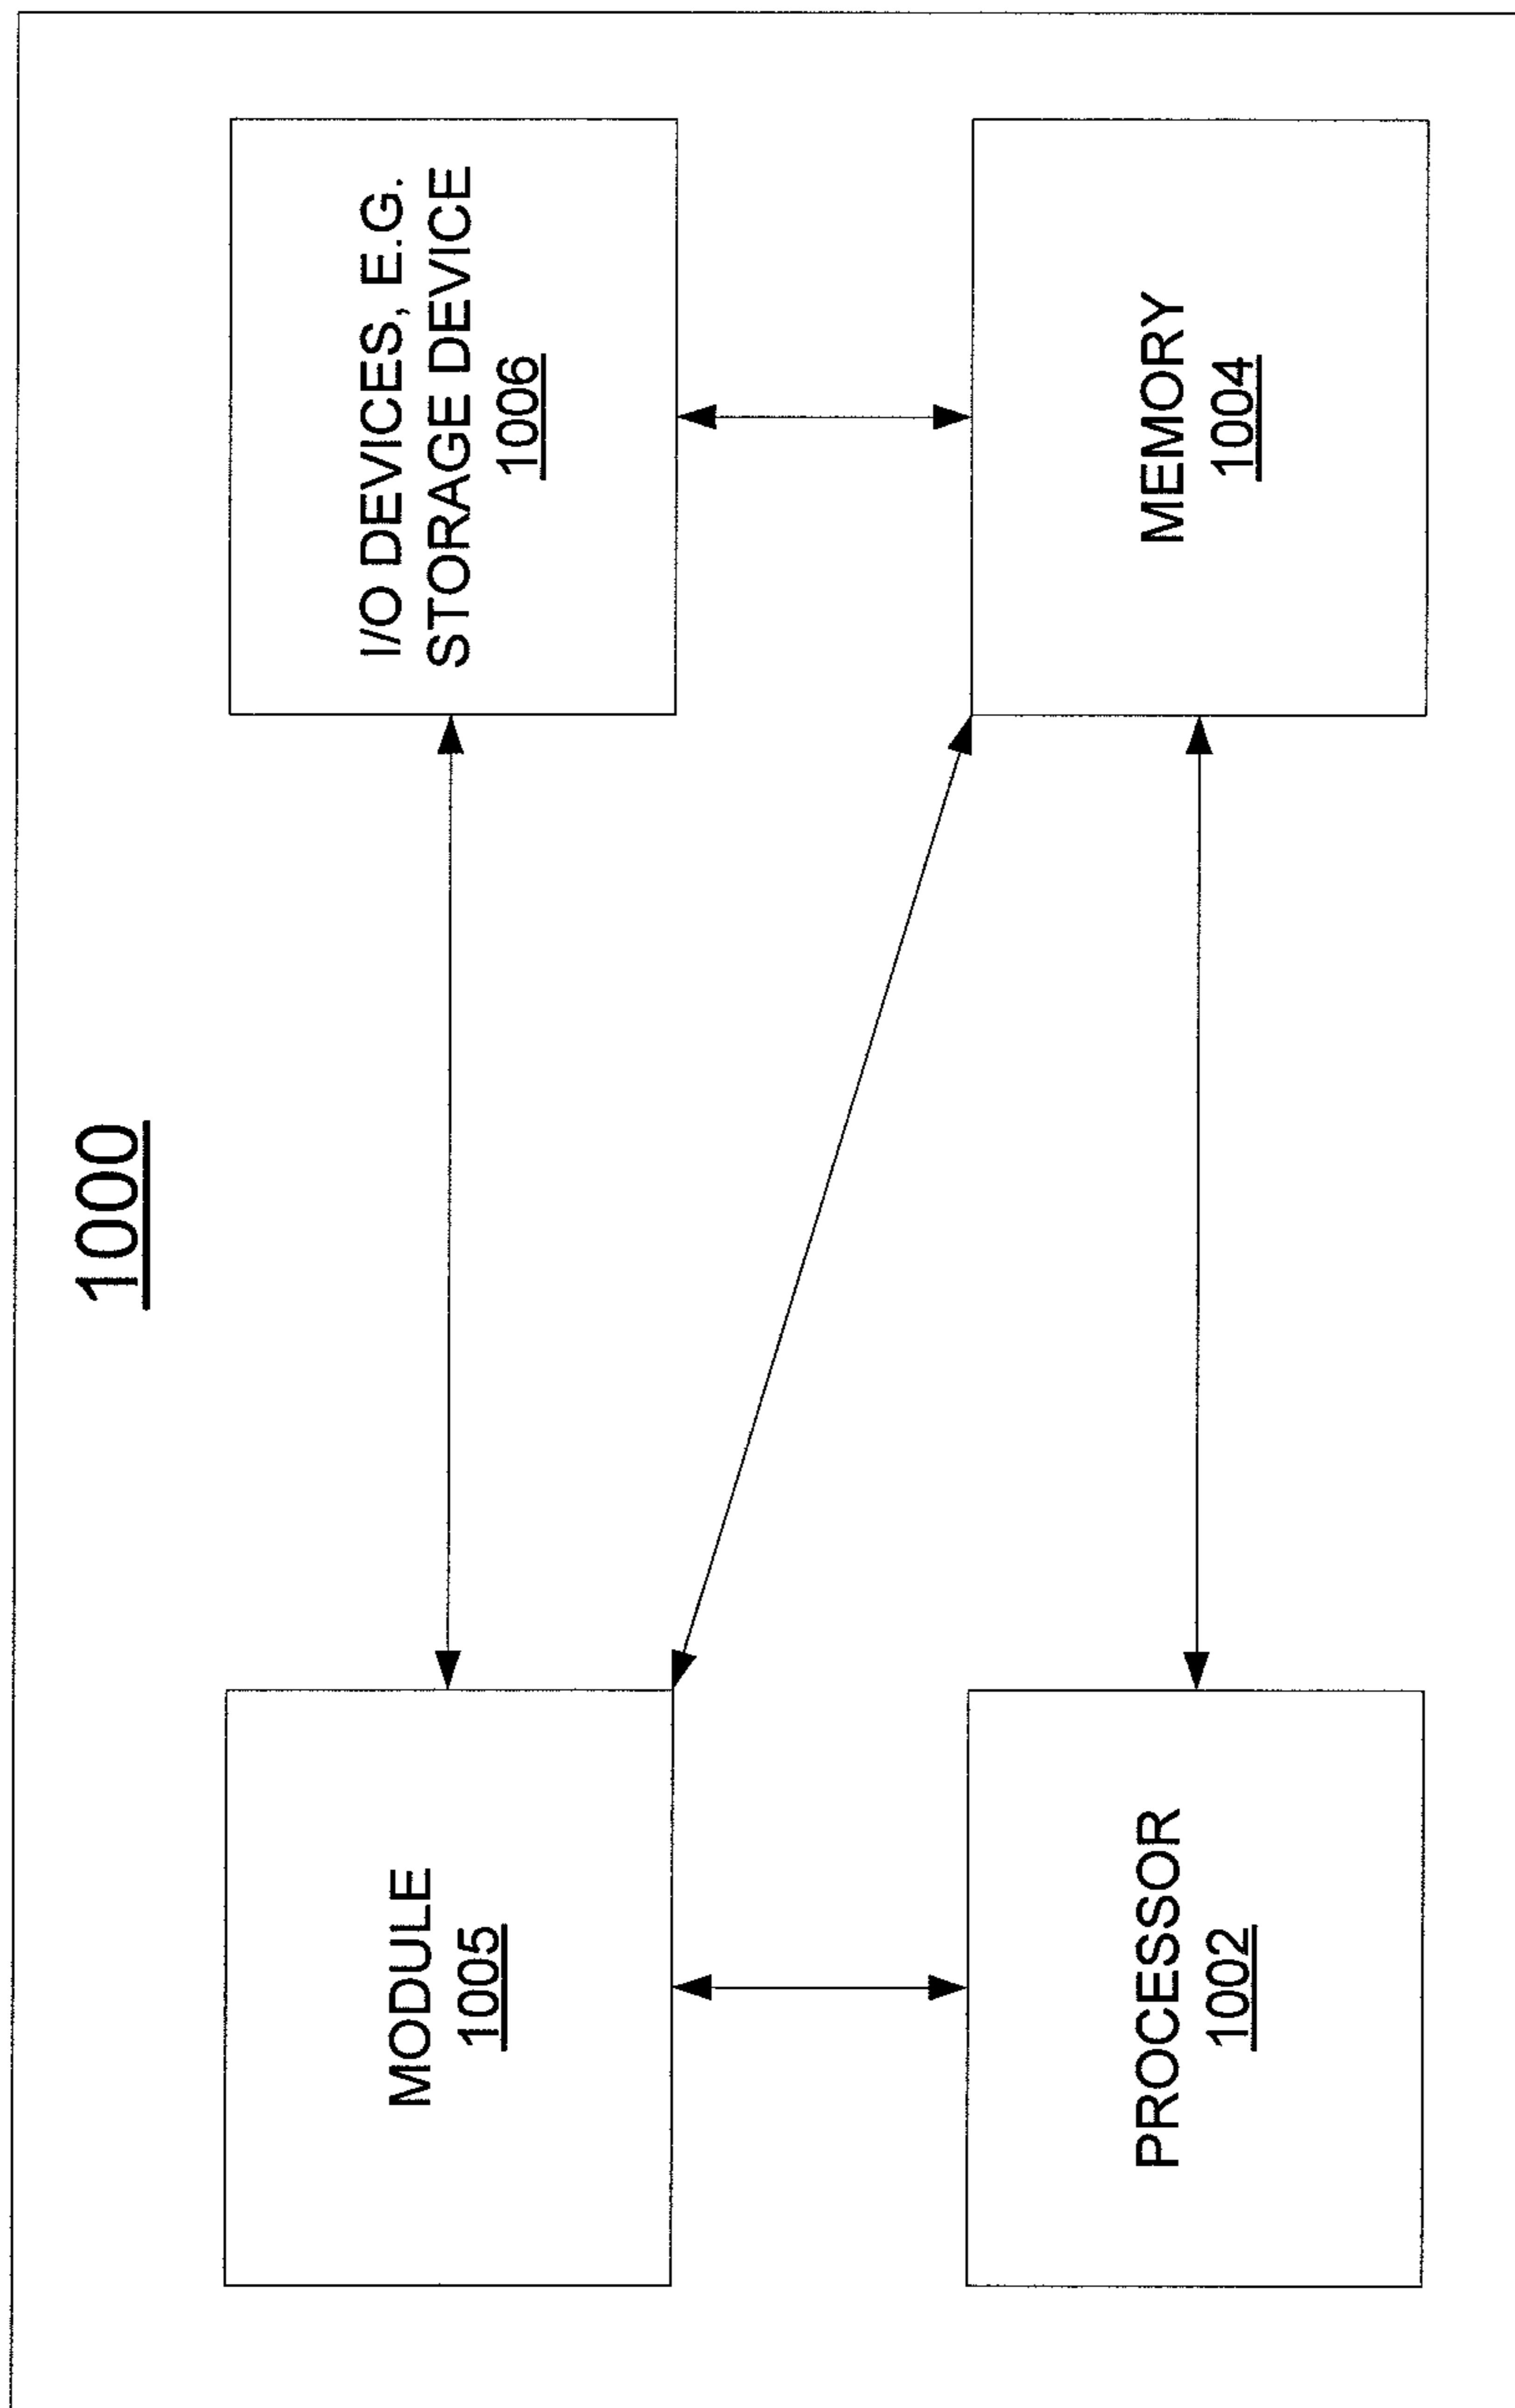 1000
MODULE
1005
I/O DEVICES, E.G.
STORAGE DEVICE
1006
PROCESSOR
1002
MEMORY
1004